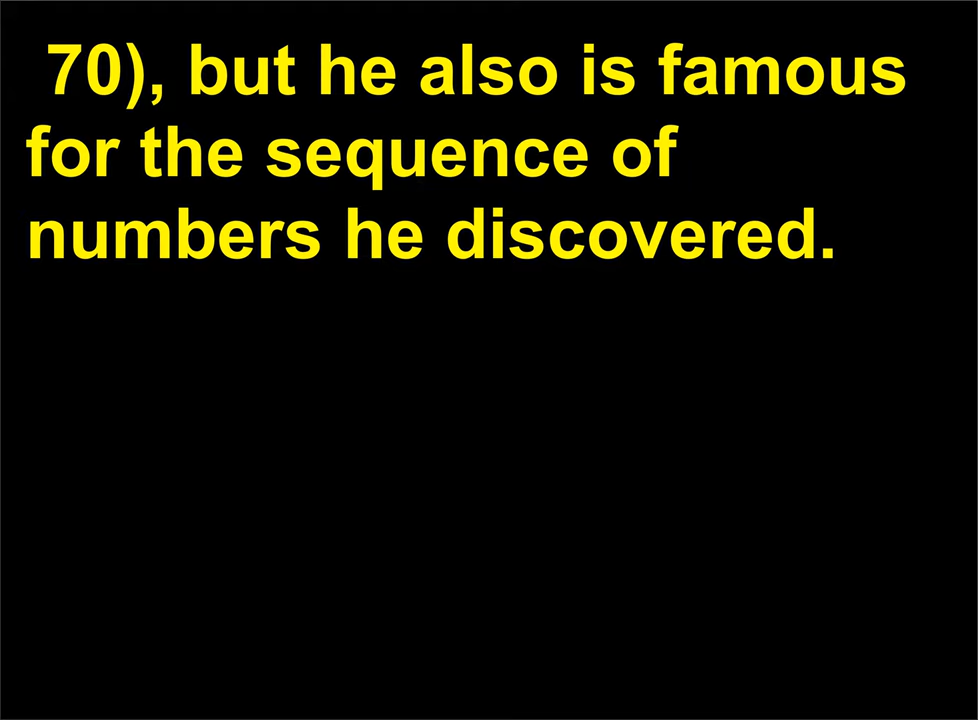 70), but he also is famous
for the sequence of
numbers he discovered.